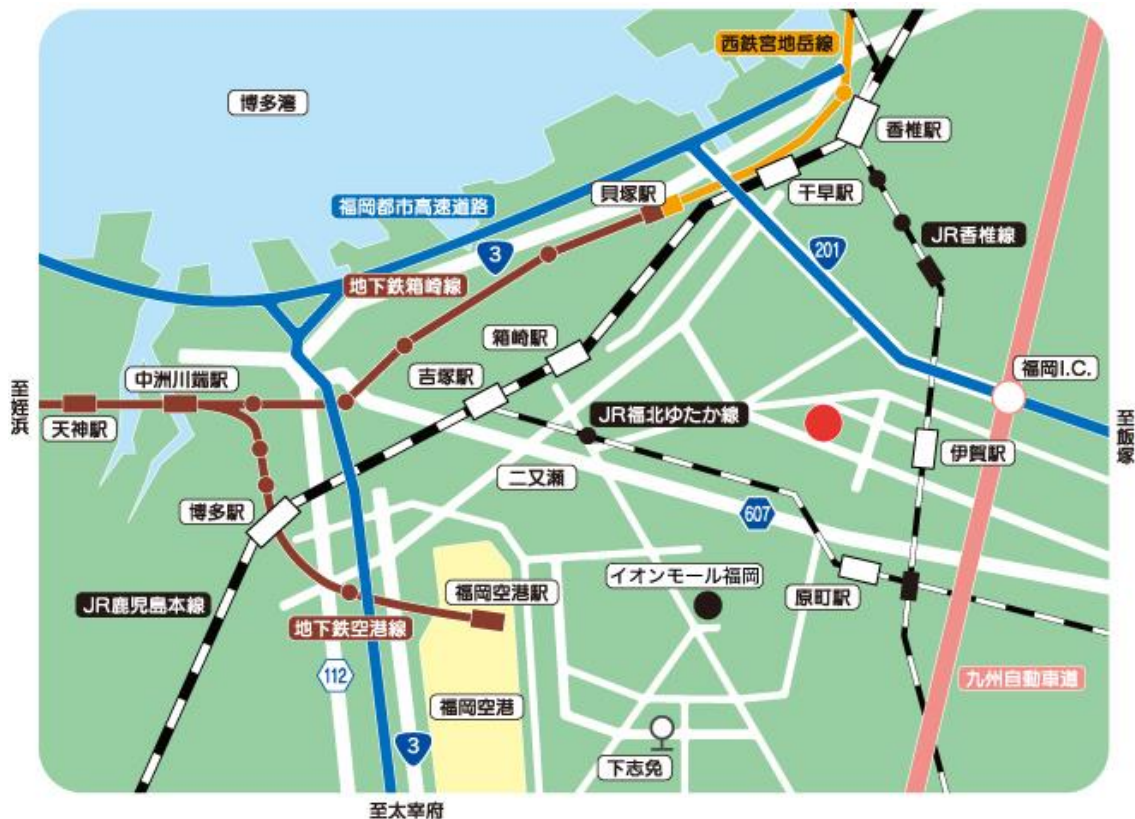 西鉄宮地岳線
博多湾
香椎駅
貝塚駅
千早駅
福岡都市高速道路
3
201
JR香椎線
地下鉄箱崎線
箱崎駅
吉塚駅
中洲川端駅
福岡I.C.
至姪浜
天神駅
JR福北ゆたか線
至飯塚
伊賀駅
二又瀬
博多駅
607
イオンモール福岡
福岡空港駅
原町駅
JR鹿児島本線
地下鉄空港線
112
九州自動車道
福岡空港
3
下志免
至太宰府